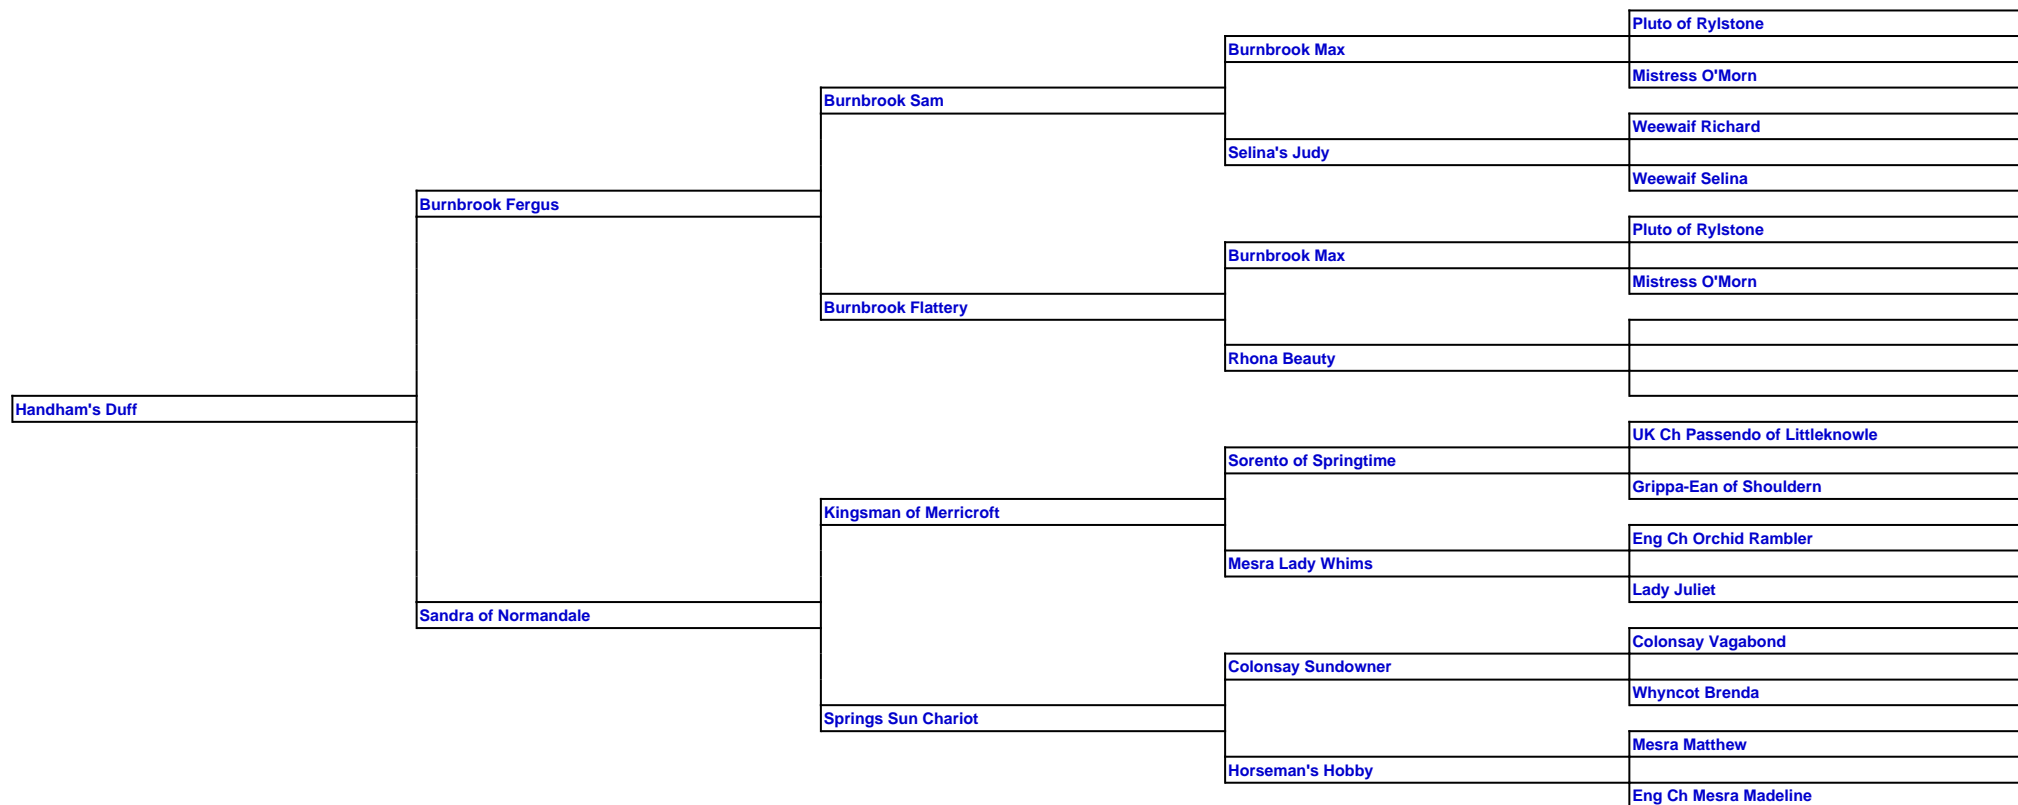 Pluto of Rylstone
Burnbrook Max
Mistress O'Morn
Burnbrook Sam
Weewaif Richard
Selina's Judy
Weewaif Selina
Burnbrook Fergus
Pluto of Rylstone
Burnbrook Max
Mistress O'Morn
Burnbrook Flattery
Rhona Beauty
Handham's Duff
UK Ch Passendo of Littleknowle
Sorento of Springtime
Grippa-Ean of Shouldern
Kingsman of Merricroft
Eng Ch Orchid Rambler
Mesra Lady Whims
Lady Juliet
Sandra of Normandale
Colonsay Vagabond
Colonsay Sundowner
Whyncot Brenda
Springs Sun Chariot
Mesra Matthew
Horseman's Hobby
Eng Ch Mesra Madeline